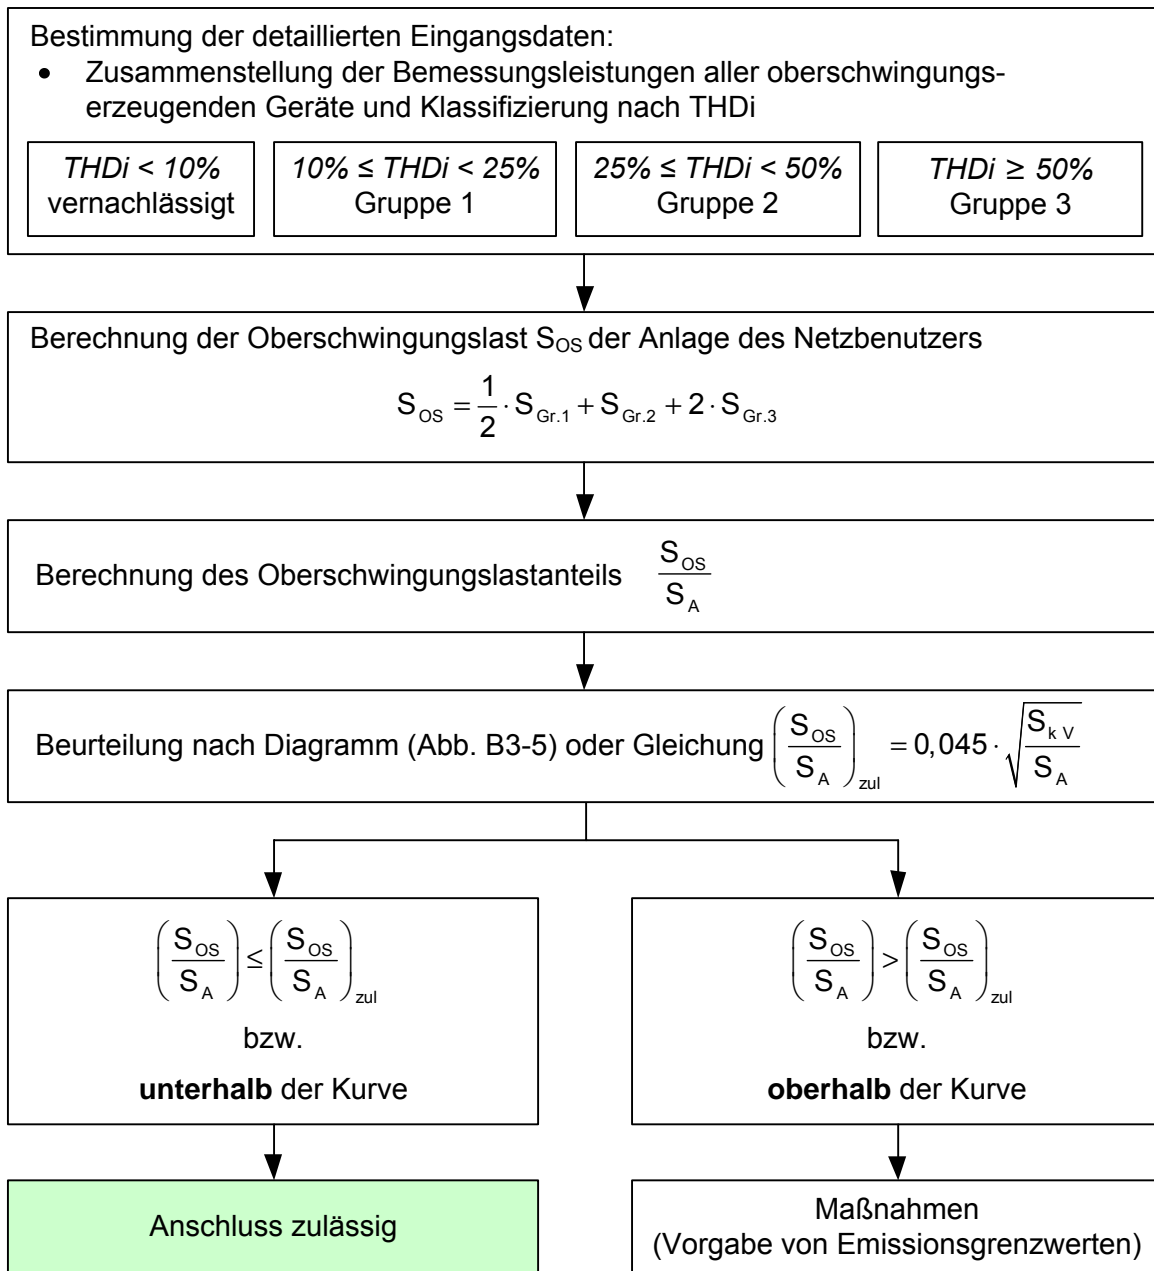 Bestimmung der detaillierten Eingangsdaten:
• Zusammenstellung der Bemessungsleistungen aller oberschwingungs-
erzeugenden Geräte und Klassifizierung nach THDi
THDi < 10%
vernachlässigt
10% ≤ THDi < 25%
Gruppe 1
25% ≤ THDi < 50%
Gruppe 2
THDi ≥ 50%
Gruppe 3
Berechnung der Oberschwingungslast S_OS der Anlage des Netzbenutzers
S_OS = 1/2 · S_Gr.1 + S_Gr.2 + 2 · S_Gr.3
Berechnung des Oberschwingungslastanteils S_OS/S_A
Beurteilung nach Diagramm (Abb. B3-5) oder Gleichung (S_OS/S_A)_zul = 0,045 · √(S_k V/S_A)
(S_OS/S_A) ≤ (S_OS/S_A)_zul
bzw.
unterhalb der Kurve
(S_OS/S_A) > (S_OS/S_A)_zul
bzw.
oberhalb der Kurve
Anschluss zulässig
Maßnahmen
(Vorgabe von Emissionsgrenzwerten)